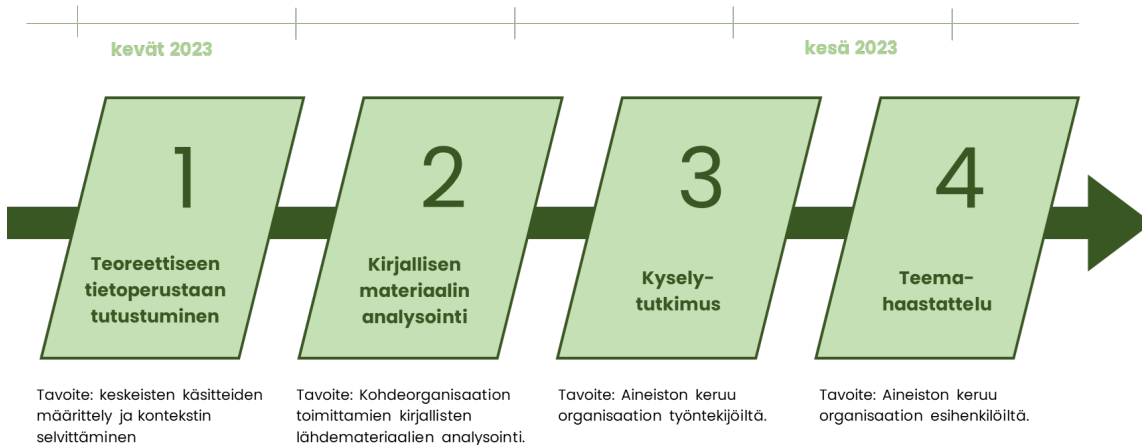 kevät 2023
kesä 2023
1
Teoreettiseen
tietoperustaan
tutustuminen
Tavoite: keskeisten käsitteiden
määrittely ja kontekstin
selvittäminen
2
Kirjallisen
materiaalin
analysointi
Tavoite: Kohdeorganisaation
toimittamien kirjallisten
lähdemateriaalien analysointi.
3
Kysely-
tutkimus
Tavoite: Aineiston keruu
organisaation työntekijöiltä.
4
Teema-
haastattelu
Tavoite: Aineiston keruu
organisaation esihenkilöiltä.